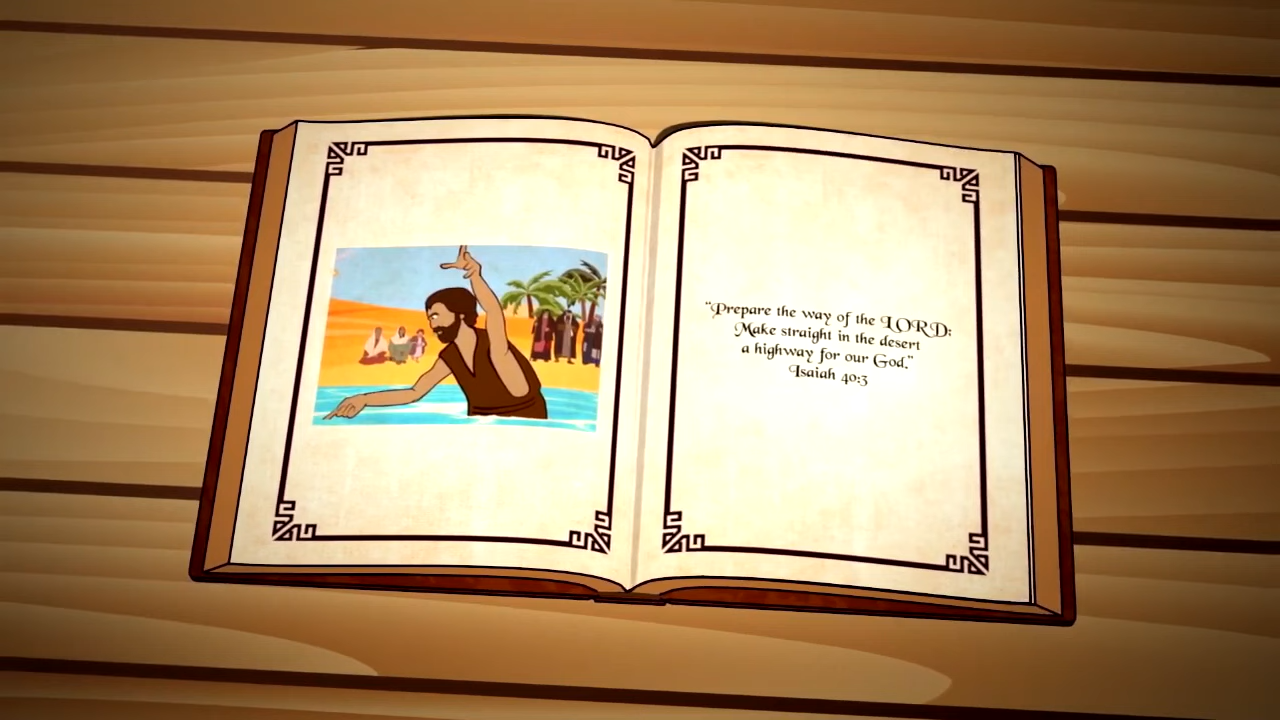 “Prepare the way of the LORD:
Make straight in the desert
a highway for our God.”
Isaiah 40:3